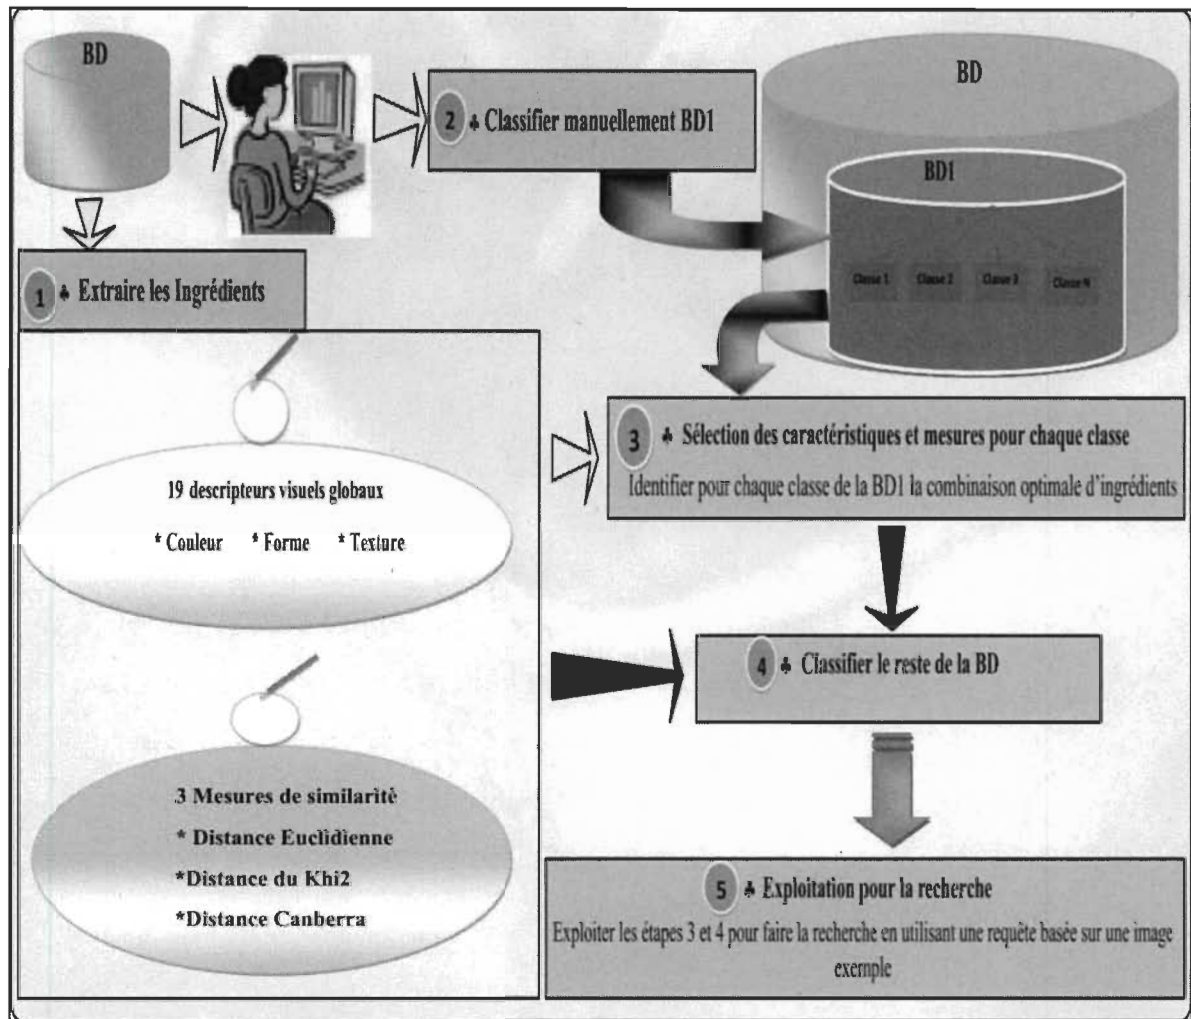 BD
2 ♣ Classifier manuellement BD1
BD
BD1
Classe 1 Classe 2 Classe 3 Classe N
1 ♣ Extraire les Ingrédients
19 descripteurs visuels globaux
* Couleur * Forme * Texture
3 Mesures de similarité
* Distance Euclidienne
*Distance du Khi2
*Distance Canberra
3 ♣ Sélection des caractéristiques et mesures pour chaque classe
Identifier pour chaque classe de la BD1 la combinaison optimale d'ingrédients
4 ♣ Classifier le reste de la BD
5 ♣ Exploitation pour la recherche
Exploiter les étapes 3 et 4 pour faire la recherche en utilisant une requête basée sur une image
exemple